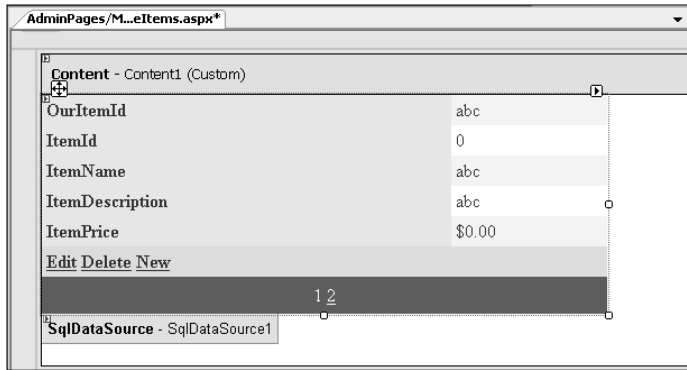 AdminPages/M...eItems.aspx*
Content - Content1 (Custom)
OurItemId abc
ItemId 0
ItemName abc
ItemDescription abc
ItemPrice $0.00
Edit Delete New
1 2
SqlDataSource - SqlDataSource1